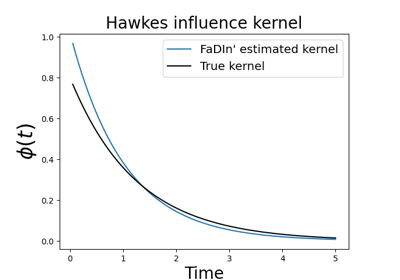 Hawkes influence kernel
FaDIn' estimated kernel
True kernel
1.0
0.8
0.6
0.4
0.2
0.0
ϕ(t)
0 1 2 3 4 5
Time